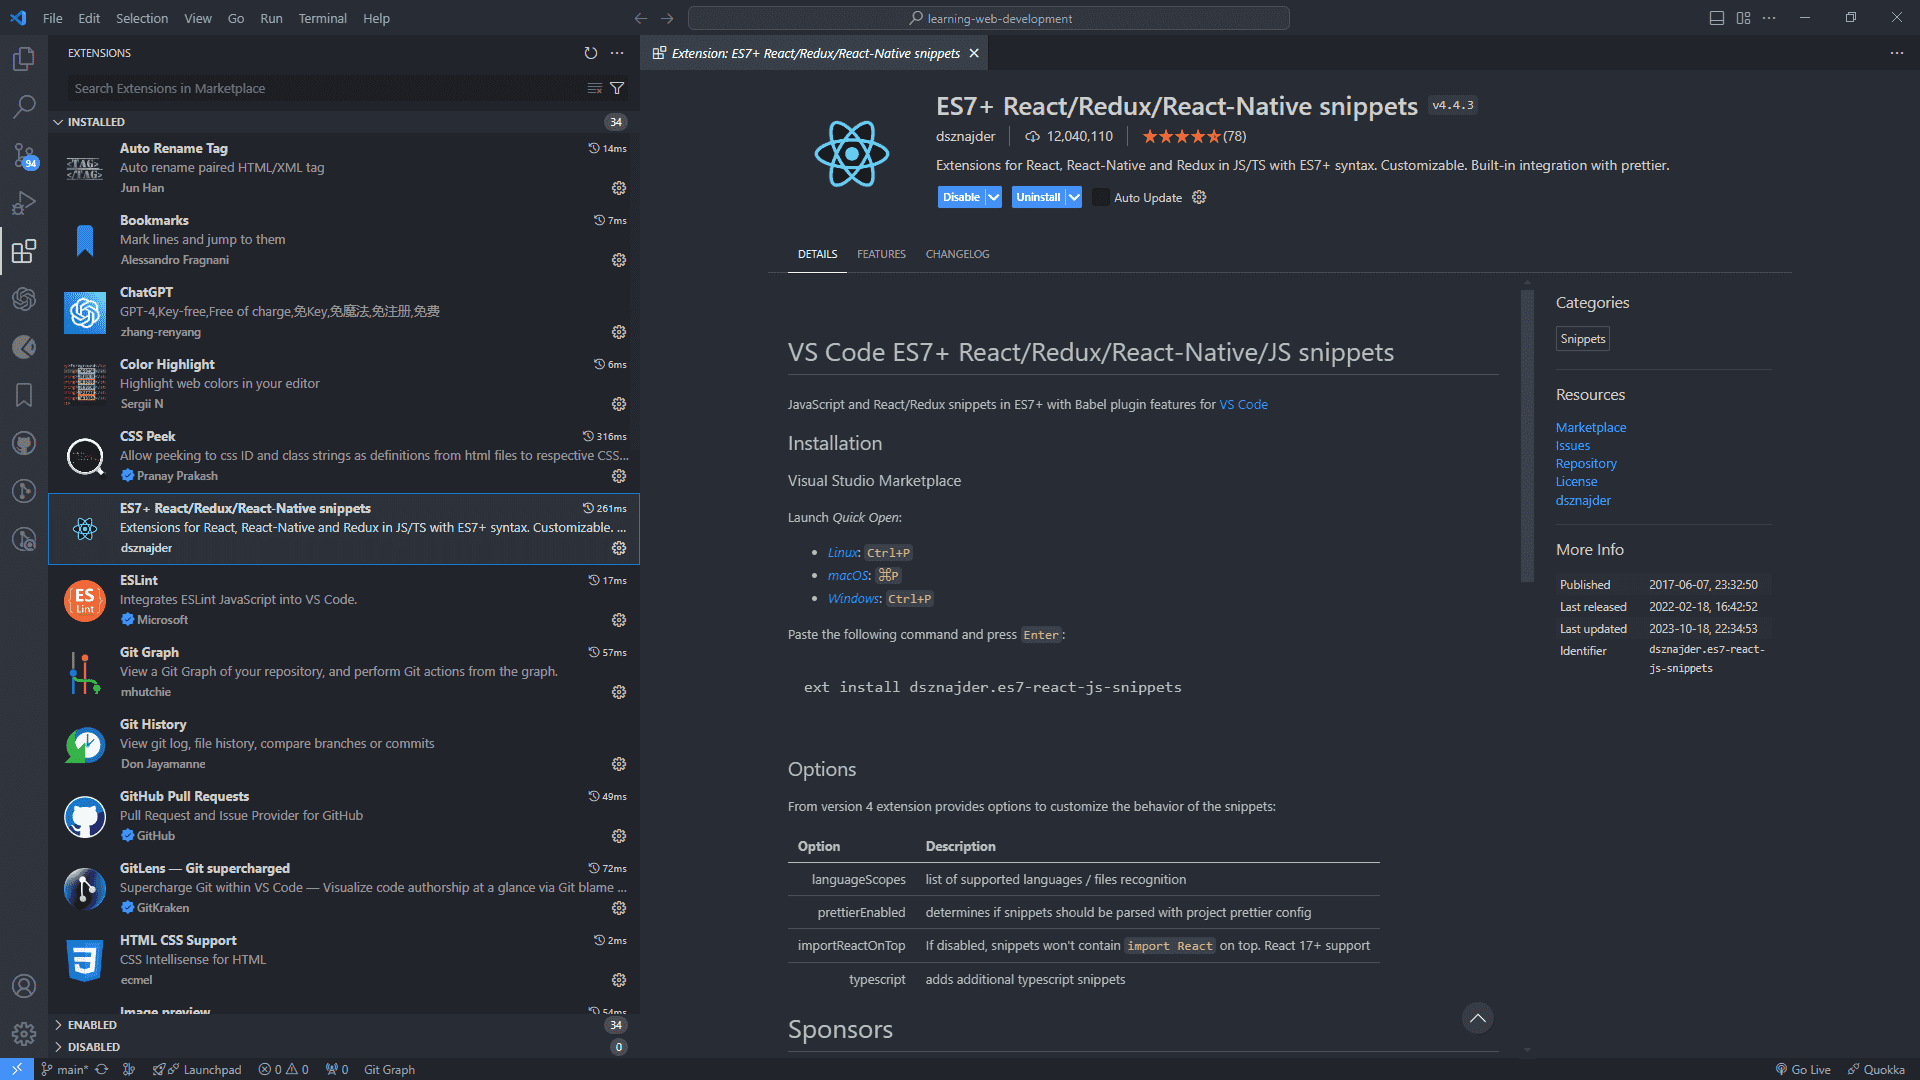 File Edit Selection View Go Run Terminal Help
learning-web-development
EXTENSIONS
Search Extensions in Marketplace
INSTALLED 34
Auto Rename Tag 14ms
Auto rename paired HTML/XML tag
Jun Han
Bookmarks 7ms
Mark lines and jump to them
Alessandro Fragnani
ChatGPT
GPT-4,Key-free,Free of charge,免Key,免魔法,免注册,免费
zhang-renyang
Color Highlight 6ms
Highlight web colors in your editor
Sergii N
CSS Peek 316ms
Allow peeking to css ID and class strings as definitions from html files to respective CSS...
Pranay Prakash
ES7+ React/Redux/React-Native snippets 261ms
Extensions for React, React-Native and Redux in JS/TS with ES7+ syntax. Customizable. ...
dsznajder
ESLint 17ms
Integrates ESLint JavaScript into VS Code.
Microsoft
Git Graph 57ms
View a Git Graph of your repository, and perform Git actions from the graph.
mhutchie
Git History
View git log, file history, compare branches or commits
Don Jayamanne
GitHub Pull Requests 49ms
Pull Request and Issue Provider for GitHub
GitHub
GitLens — Git supercharged 72ms
Supercharge Git within VS Code — Visualize code authorship at a glance via Git blame ...
GitKraken
HTML CSS Support 2ms
CSS Intellisense for HTML
ecmel
Image preview 54ms
ENABLED 34
DISABLED 0
94
<TAG>
</TAG>
ES
Lint
Extension: ES7+ React/Redux/React-Native snippets
ES7+ React/Redux/React-Native snippets v4.4.3
dsznajder 12,040,110 (78)
Extensions for React, React-Native and Redux in JS/TS with ES7+ syntax. Customizable. Built-in integration with prettier.
Disable Uninstall Auto Update
DETAILS FEATURES CHANGELOG
VS Code ES7+ React/Redux/React-Native/JS snippets
JavaScript and React/Redux snippets in ES7+ with Babel plugin features for VS Code
Installation
Visual Studio Marketplace
Launch Quick Open:
• Linux: Ctrl+P
• macOS: ⌘P
• Windows: Ctrl+P
Paste the following command and press Enter:
ext install dsznajder.es7-react-js-snippets
Options
From version 4 extension provides options to customize the behavior of the snippets:
Option Description
languageScopes list of supported languages / files recognition
prettierEnabled determines if snippets should be parsed with project prettier config
importReactOnTop If disabled, snippets won't contain import React on top. React 17+ support
typescript adds additional typescript snippets
Sponsors
Categories
Snippets
Resources
Marketplace
Issues
Repository
License
dsznajder
More Info
Published 2017-06-07, 23:32:50
Last released 2022-02-18, 16:42:52
Last updated 2023-10-18, 22:34:53
Identifier dsznajder.es7-react-
js-snippets
main* Launchpad 0 0 0 Git Graph
Go Live Quokka